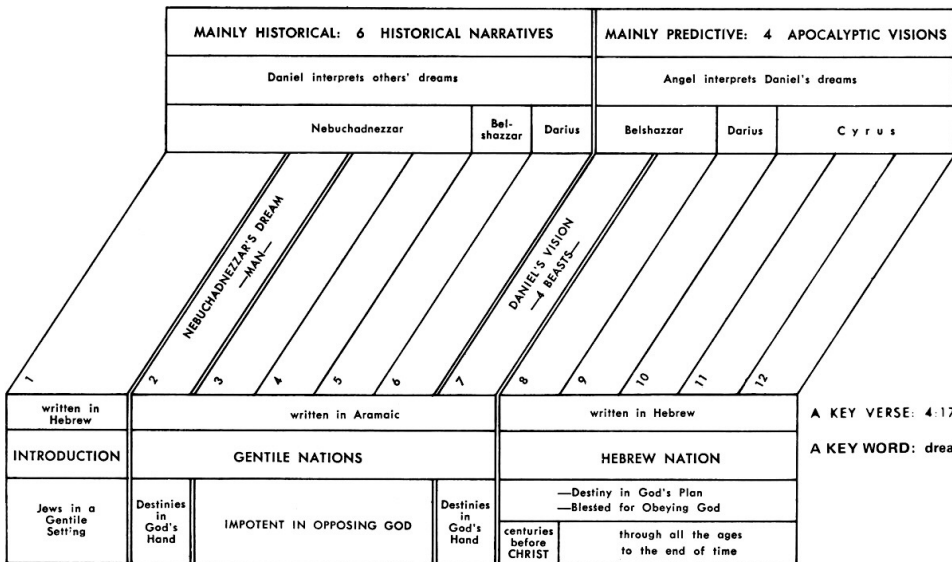 MAINLY HISTORICAL: 6 HISTORICAL NARRATIVES
MAINLY PREDICTIVE: 4 APOCALYPTIC VISIONS
Daniel interprets others' dreams
Angel interprets Daniel's dreams
Nebuchadnezzar
Bel-
shazzar
Darius
Belshazzar
Darius
Cyrus
NEBUCHADNEZZAR'S DREAM
—MAN—
DANIEL'S VISION
—4 BEASTS—
1
2
3
4
5
6
7
8
9
10
11
12
written in
Hebrew
written in Aramaic
written in Hebrew
A KEY VERSE: 4:17
INTRODUCTION
GENTILE NATIONS
HEBREW NATION
A KEY WORD:
Jews in a
Gentile
Setting
Destinies
in
God's
Hand
IMPOTENT IN OPPOSING GOD
Destinies
in
God's
Hand
—Destiny in God's Plan
—Blessed for Obeying God
centuries
before
CHRIST
through all the ages
to the end of time